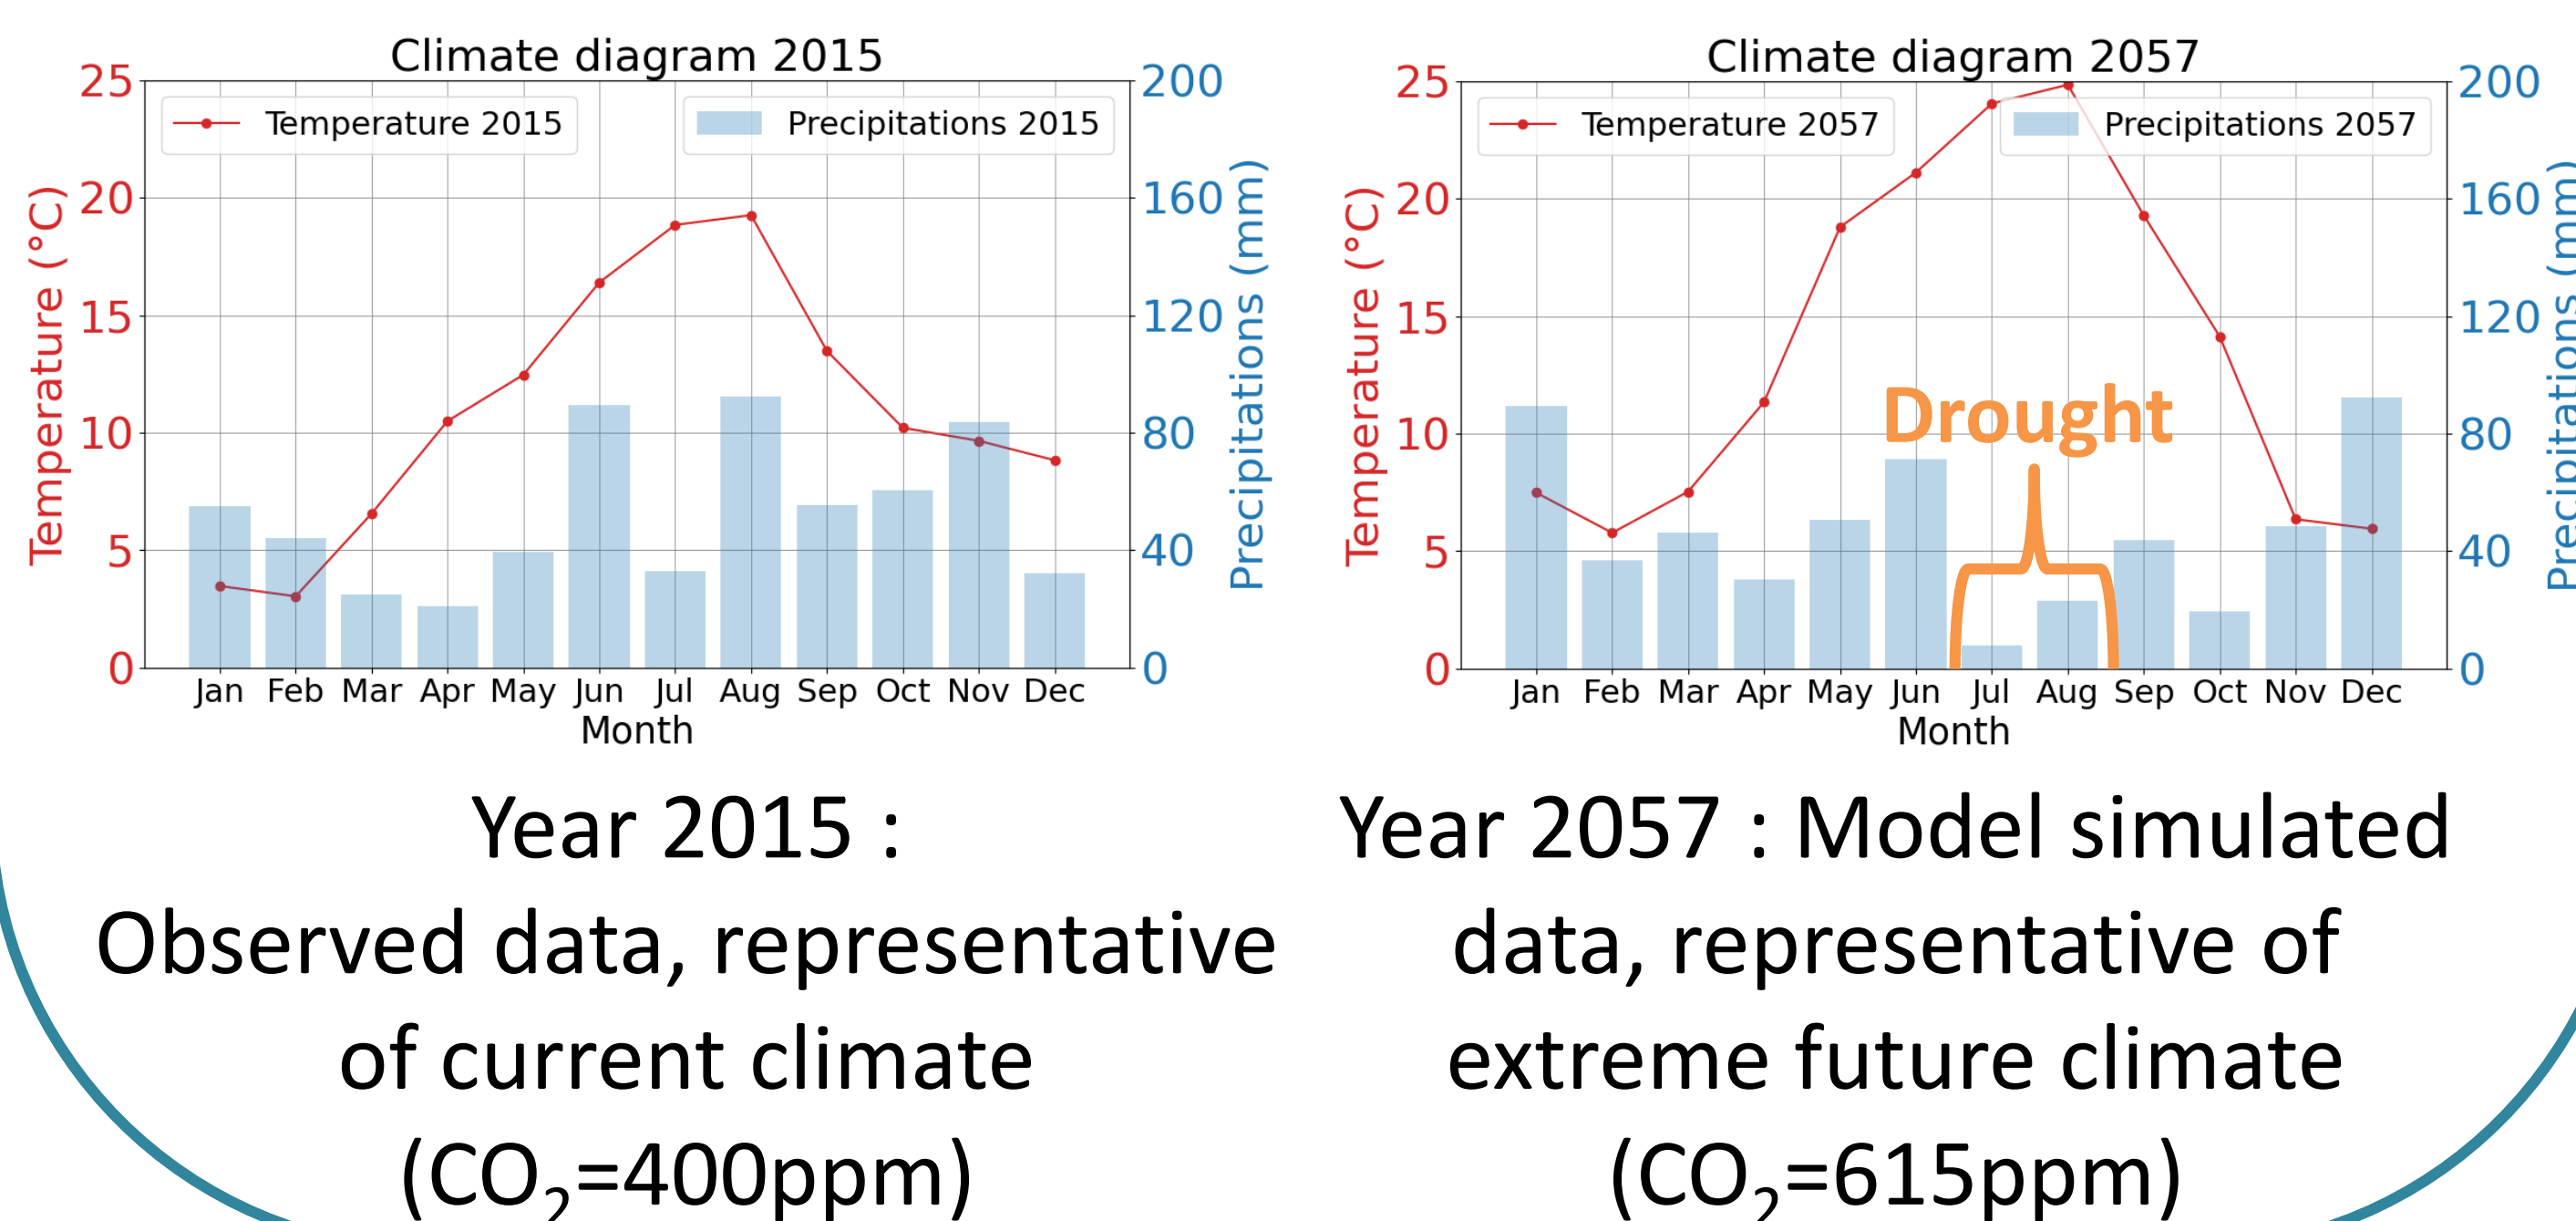 Climate diagram 2015
Temperature 2015
Precipitations 2015
Temperature (°C)
25
20
15
10
5
0
200
160
120
80
40
0
Precipitations (mm)
Jan Feb Mar Apr May Jun Jul Aug Sep Oct Nov Dec
Month
Climate diagram 2057
Temperature 2057
Precipitations 2057
Temperature (°C)
25
20
15
10
5
0
Drought
200
160
120
80
40
0
Precipitations (mm)
Jan Feb Mar Apr May Jun Jul Aug Sep Oct Nov Dec
Month
Year 2015 :
Observed data, representative
of current climate
(CO₂=400ppm)
Year 2057 : Model simulated
data, representative of
extreme future climate
(CO₂=615ppm)